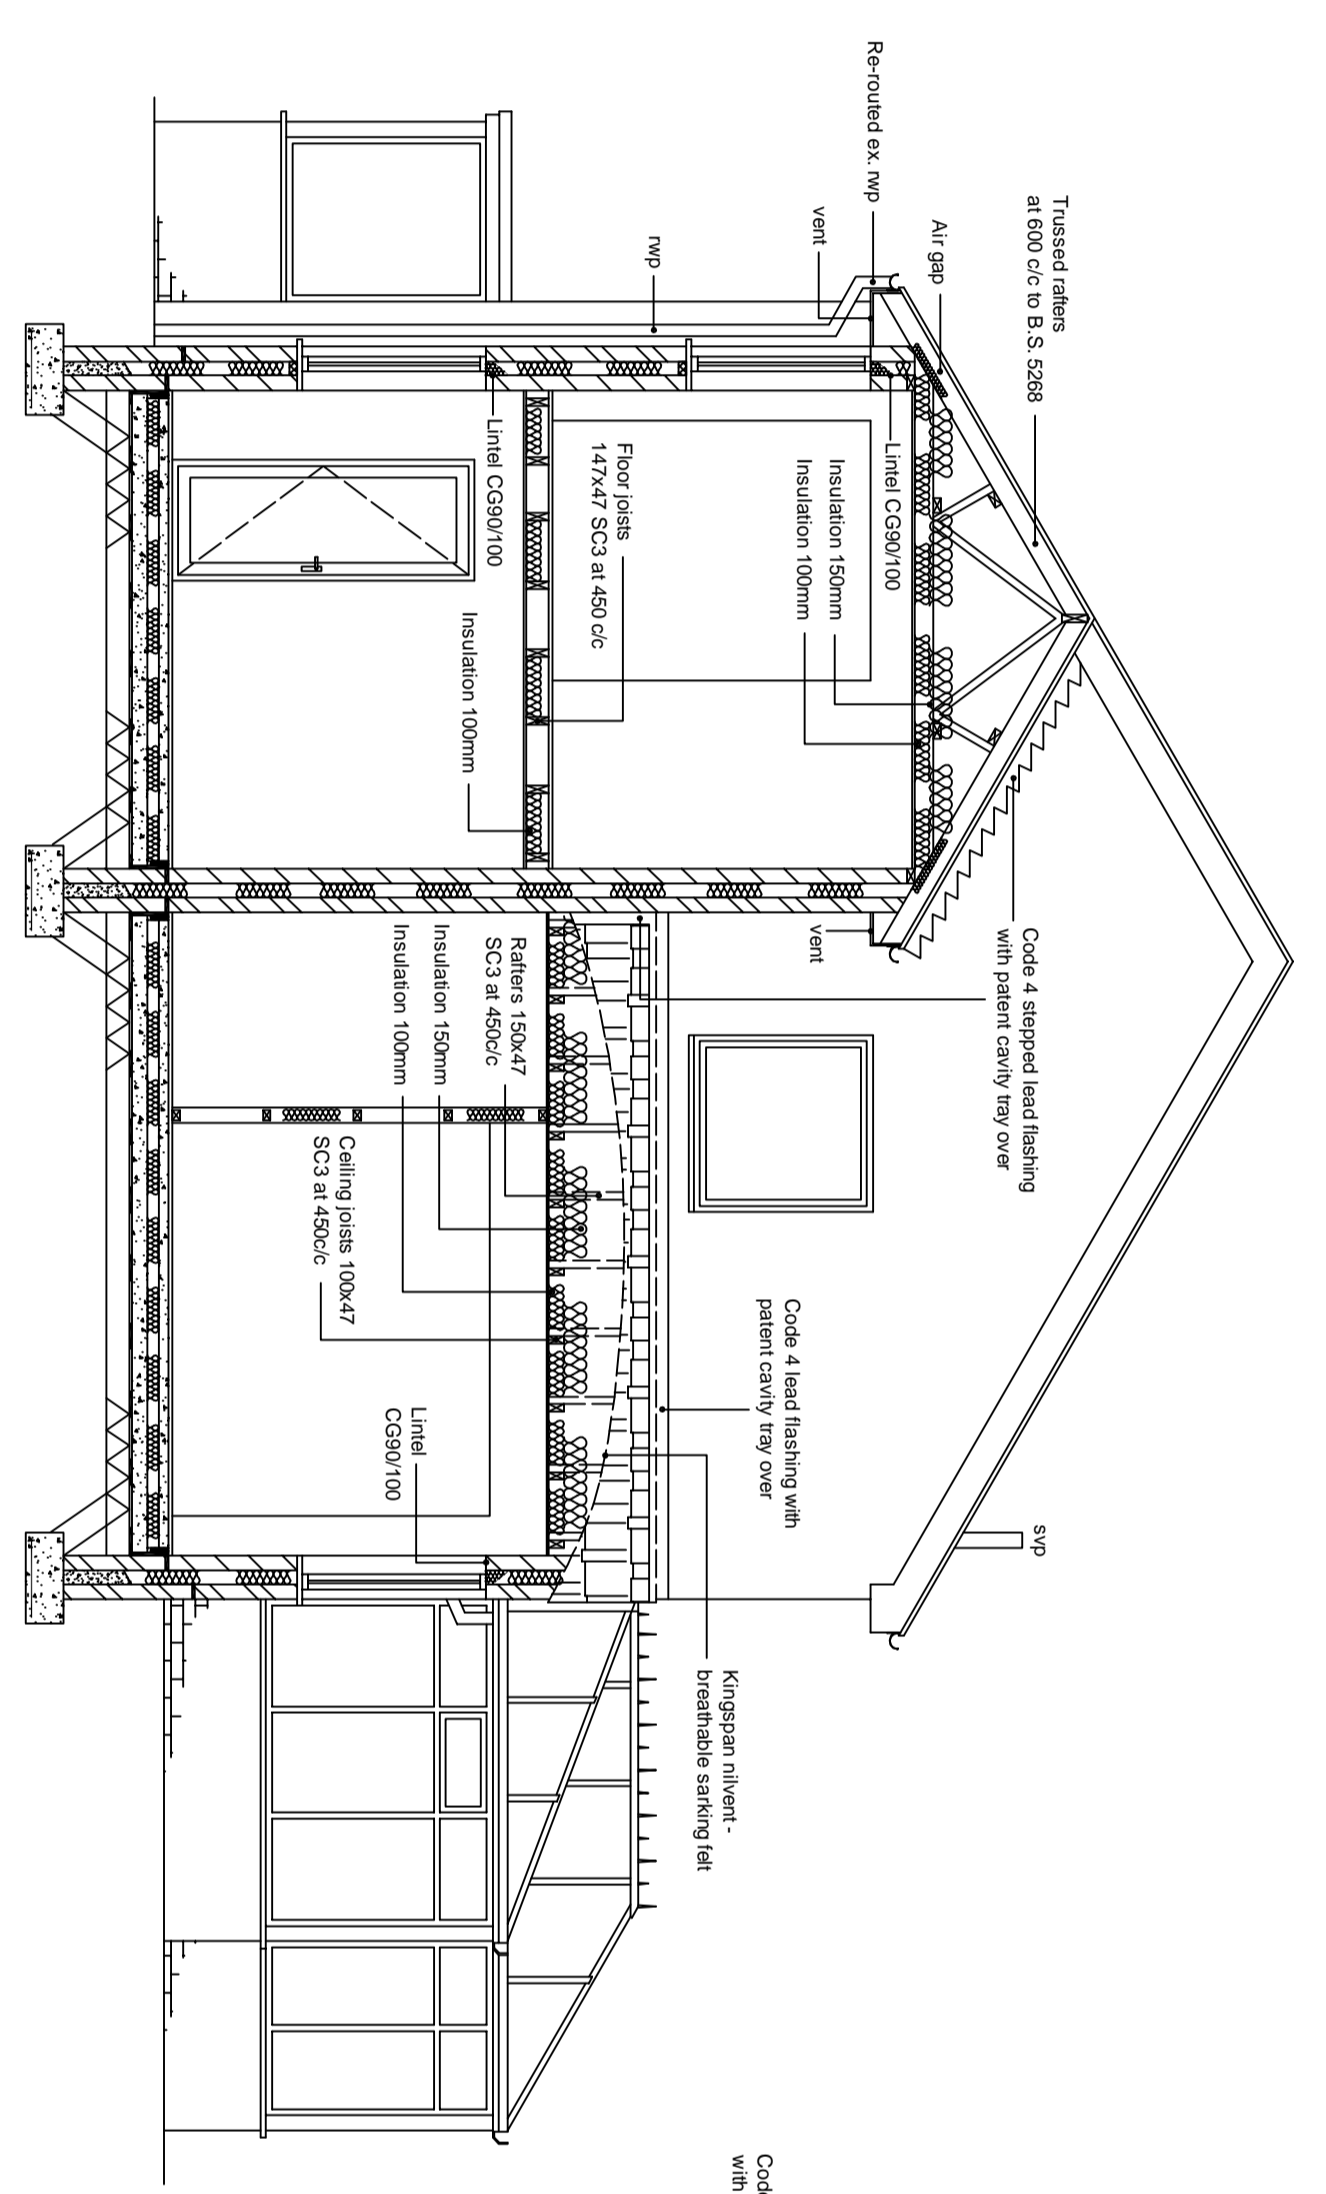 Re-routed ex. rwp
Trussed rafters
at 600 c/c to B.S. 5268
Air gap
vent
rwp
Lintel CG90/100
Insulation 150mm
Insulation 100mm
Floor joists
147x47 SC3 at 450 c/c
Lintel CG90/100
Insulation 100mm
Code 4 stepped lead flashing
with patent cavity tray over
vent
Rafters 150x47
SC3 at 450c/c
Insulation 150mm
Insulation 100mm
Ceiling joists 100x47
SC3 at 450c/c
Code 4 lead flashing with
patent cavity tray over
Lintel
CG90/100
svp
Kingspan nilvent -
breathable sarking felt
Code
with